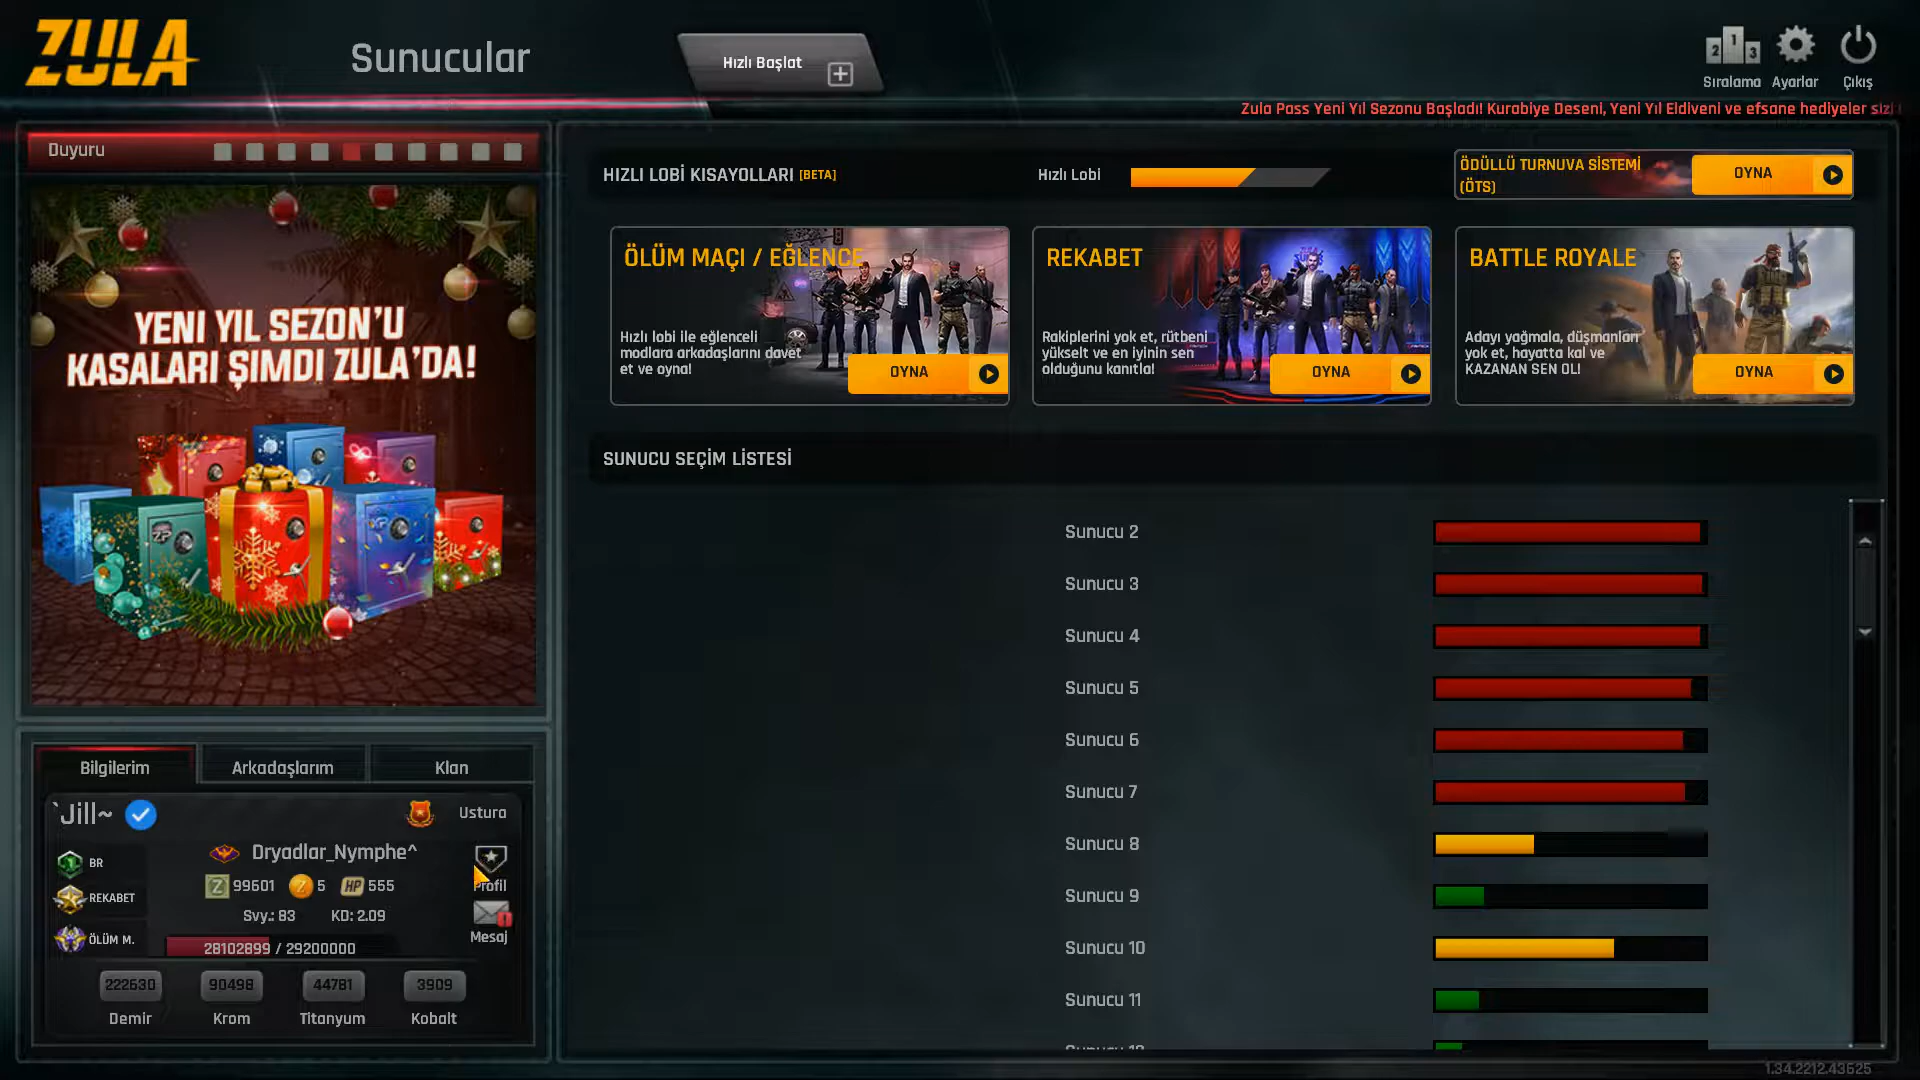 ZULA
Sunucular
Hızlı Başlat
2 1 3
Sıralama
Ayarlar
Çıkış
Zula Pass Yeni Yıl Sezonu Başladı! Kurabiye Deseni, Yeni Yıl Eldiveni ve efsane hediyeler sizi
Duyuru
YENİ YIL SEZON'U
KASALARI ŞİMDİ ZULA'DA!
ZP
HIZLI LOBİ KISAYOLLARI [BETA]
Hızlı Lobi
ÖDÜLLÜ TURNUVA SİSTEMİ
(ÖTS)
OYNA
ÖLÜM MAÇI / EĞLENCE
Hızlı lobi ile eğlenceli
modlara arkadaşlarını davet
et ve oyna!
OYNA
REKABET
Rakiplerini yok et, rütbeni
yükselt ve en iyinin sen
olduğunu kanıtla!
OYNA
BATTLE ROYALE
Adayı yağmala, düşmanları
yok et, hayatta kal ve
KAZANAN SEN OL!
OYNA
SUNUCU SEÇİM LİSTESİ
Sunucu 2
Sunucu 3
Sunucu 4
Sunucu 5
Sunucu 6
Sunucu 7
Sunucu 8
Sunucu 9
Sunucu 10
Sunucu 11
Bilgilerim
Arkadaşlarım
Klan
`Jill~
Ustura
BR
REKABET
ÖLÜM M.
Dryadlar_Nymphe^
Z 99601
Z 5
HP 555
Svy.: 83
KD: 2.09
28102899 / 29200000
Profil
Mesaj
222630
90498
44781
3909
Demir
Krom
Titanyum
Kobalt
1.34.2212.43625